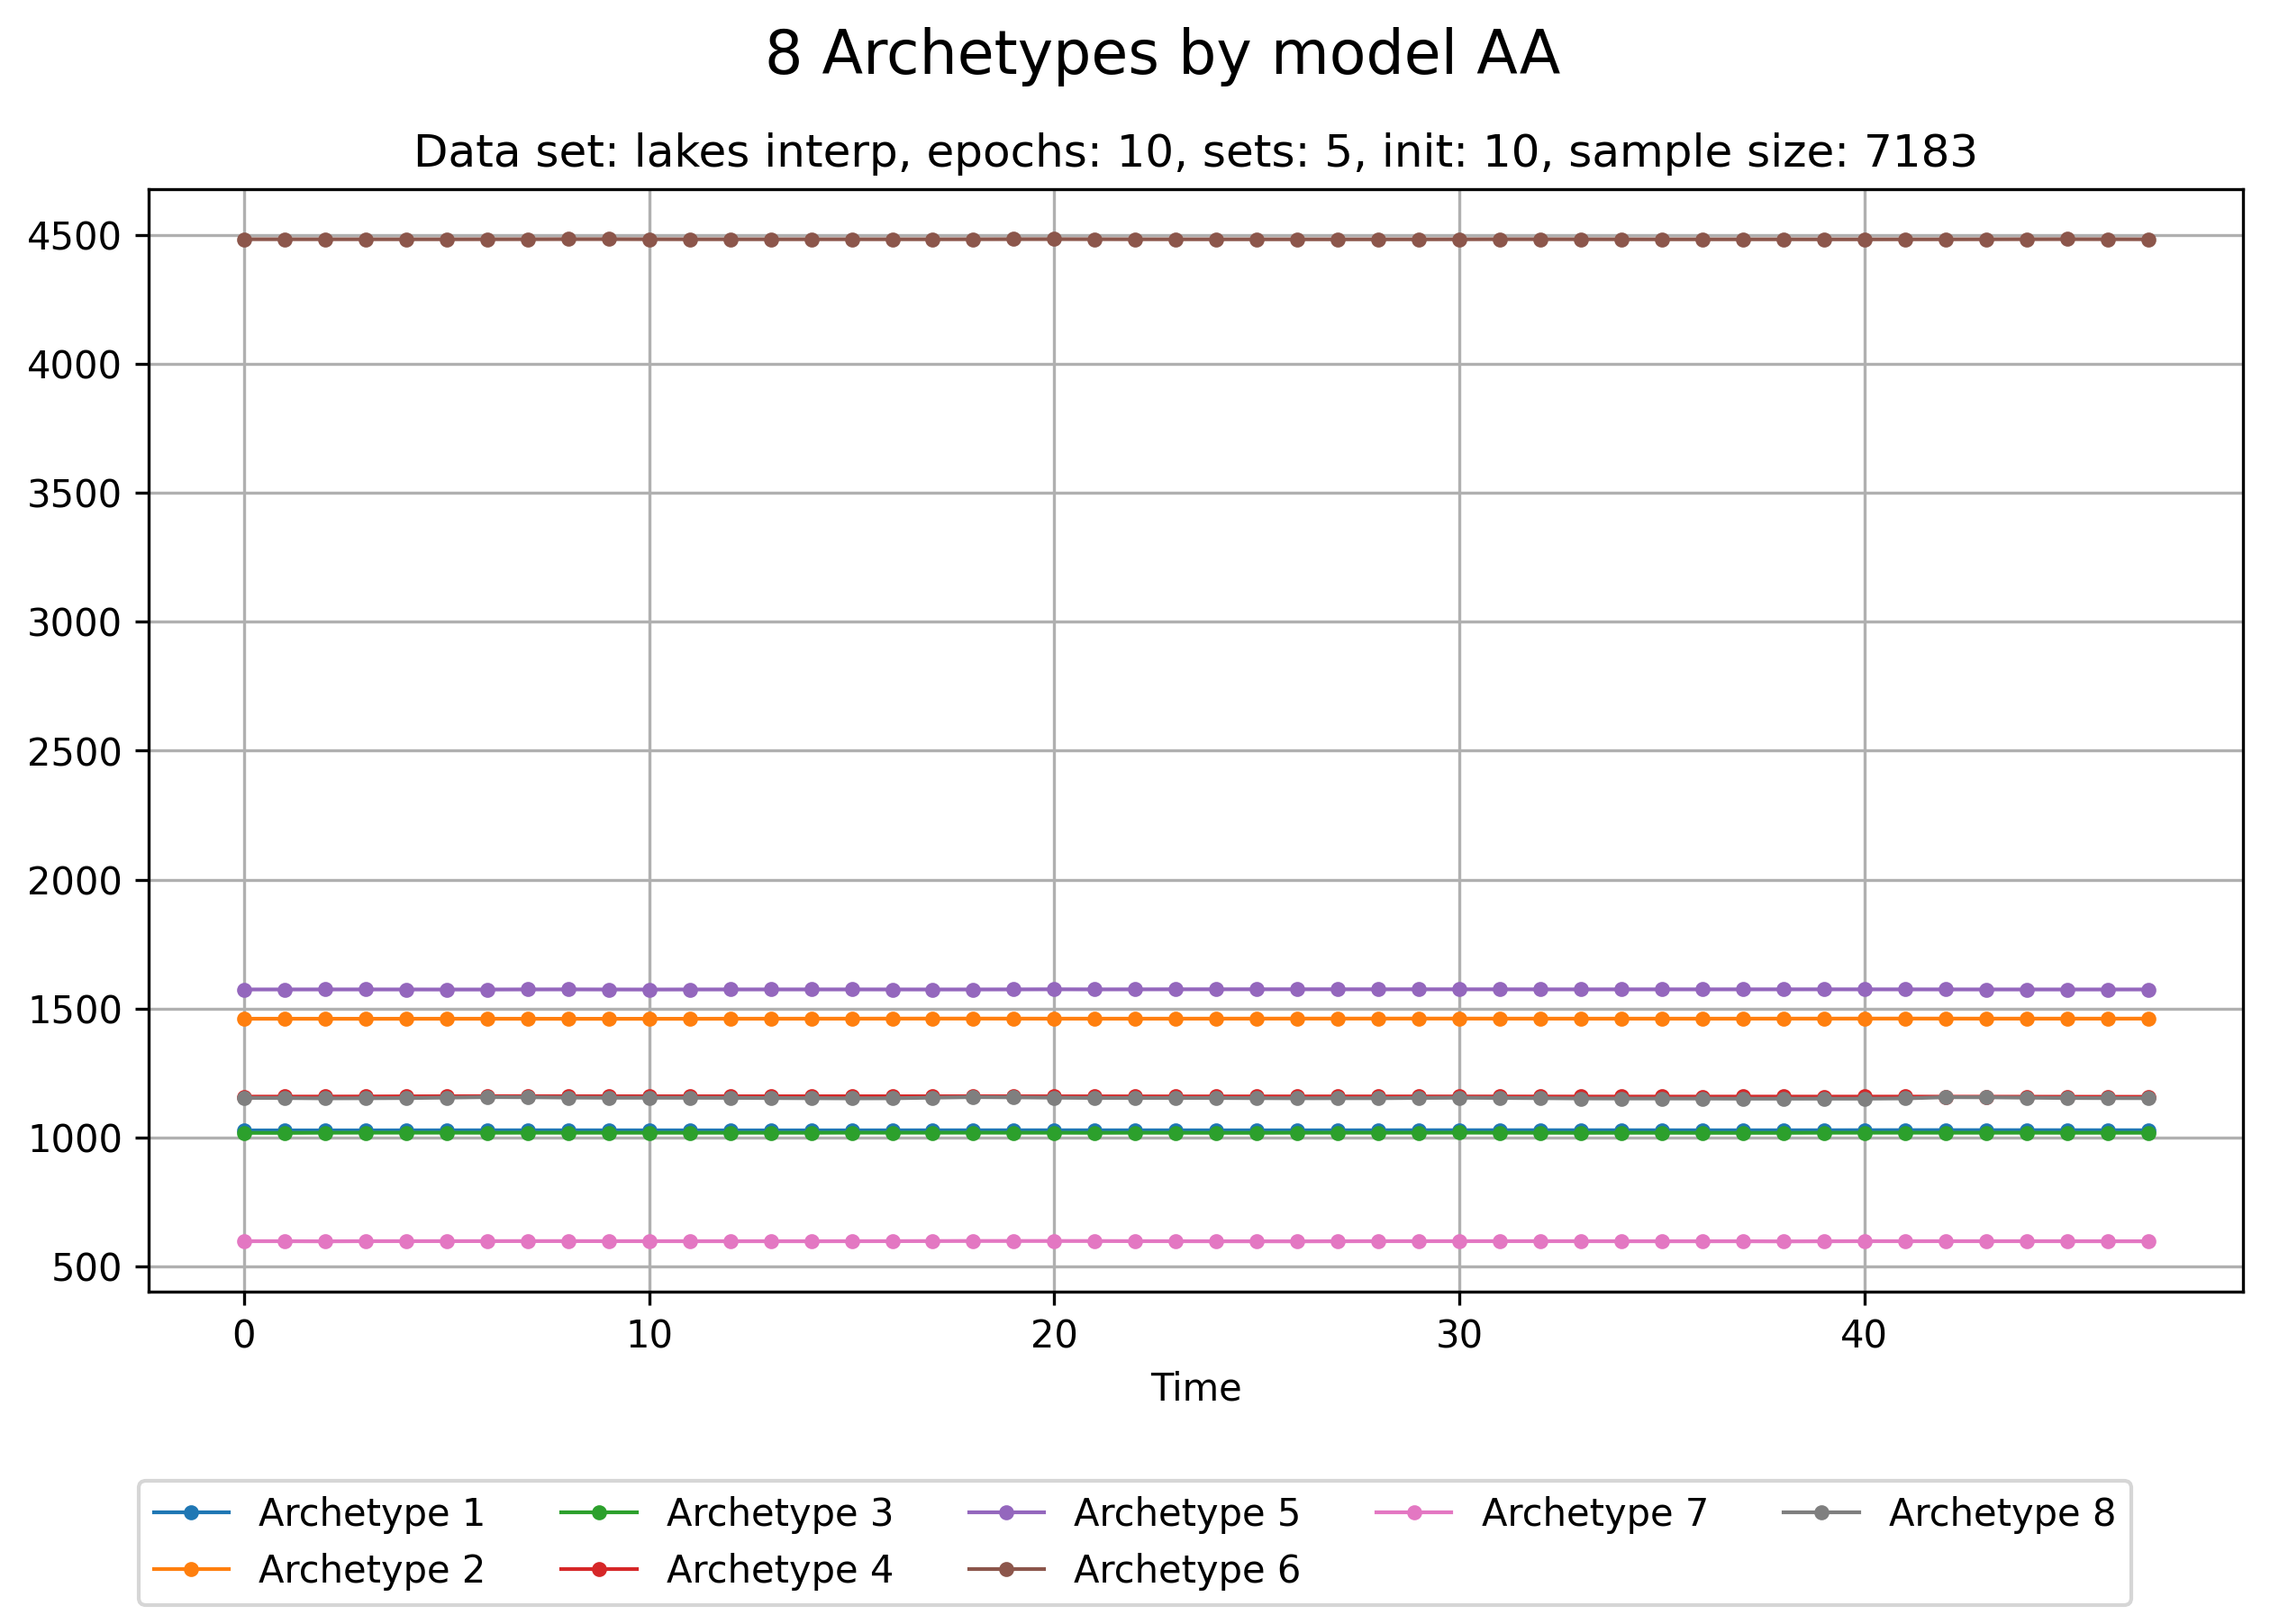 8 Archetypes by model AA
Data set: lakes interp, epochs: 10, sets: 5, init: 10, sample size: 7183
4500
4000
3500
3000
2500
2000
1500
1000
500
0 10 20 30 40
Time
Archetype 1 Archetype 3 Archetype 5 Archetype 7 Archetype 8
Archetype 2 Archetype 4 Archetype 6